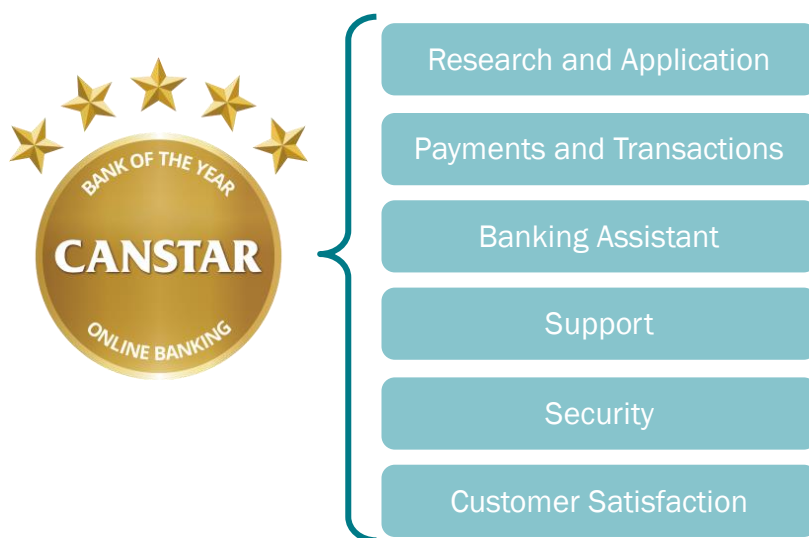 BANK OF THE YEAR
CANSTAR
ONLINE BANKING
Research and Application
Payments and Transactions
Banking Assistant
Support
Security
Customer Satisfaction